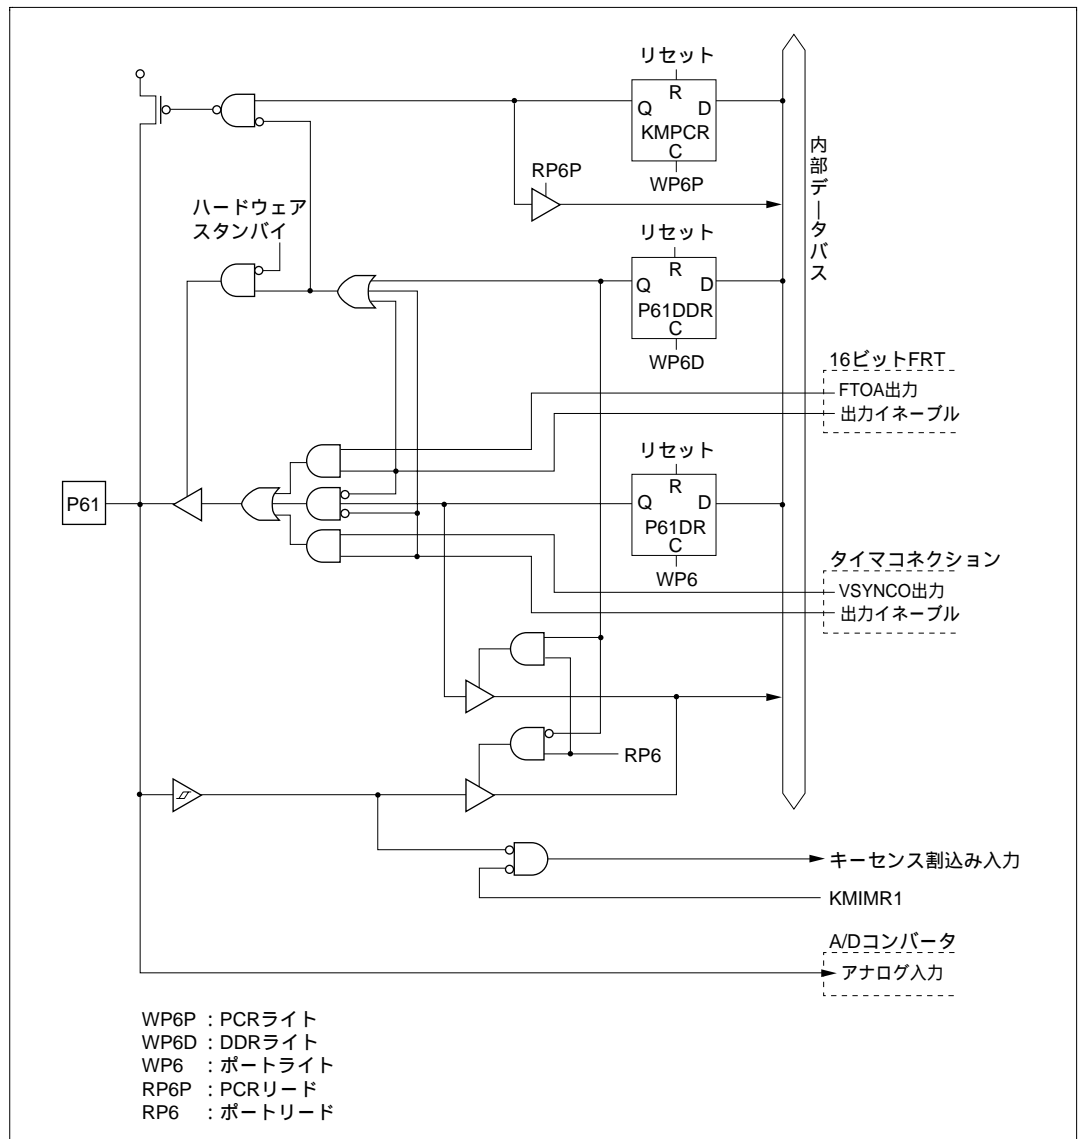 リセット
R
Q D
KMPCR
C
WP6P
RP6P
内部データバス
ハードウェア
スタンバイ
リセット
R
Q D
P61DDR
C
WP6D
16ビットFRT
FTOA出力
出力イネーブル
リセット
R
Q D
P61DR
C
WP6
P61
タイマコネクション
VSYNCO出力
出力イネーブル
RP6
キーセンス割込み入力
KMIMR1
A/Dコンバータ
アナログ入力
WP6P : PCRライト
WP6D : DDRライト
WP6 : ポートライト
RP6P : PCRリード
RP6 : ポートリード